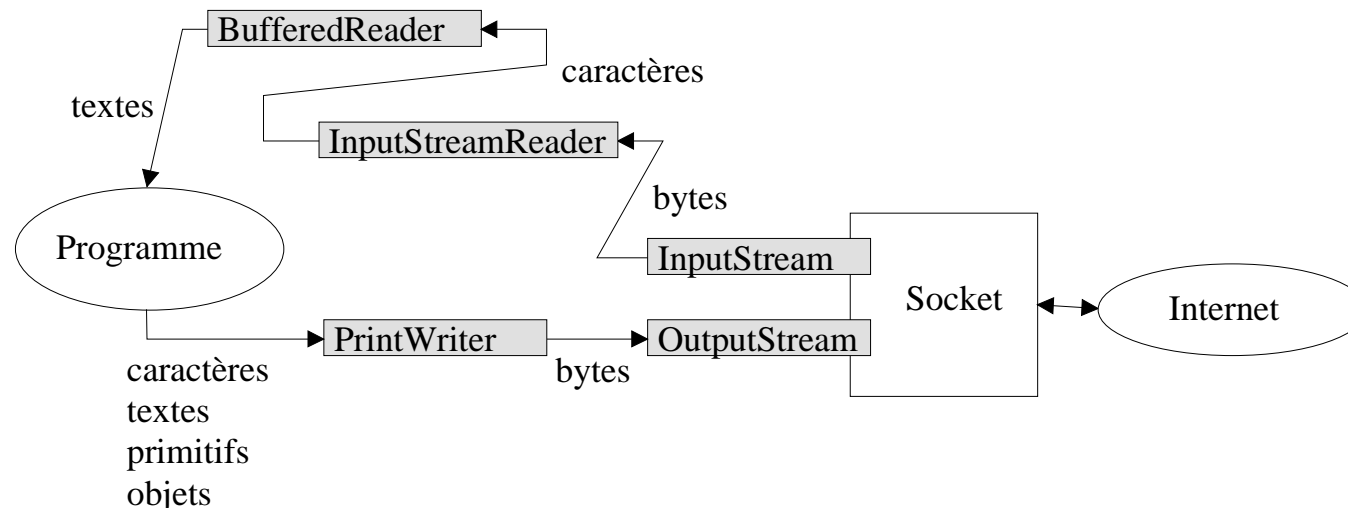 BufferedReader
caractères
textes
InputStreamReader
bytes
Programme
InputStream
Socket
Internet
PrintWriter
OutputStream
bytes
caractères
textes
primitifs
objets